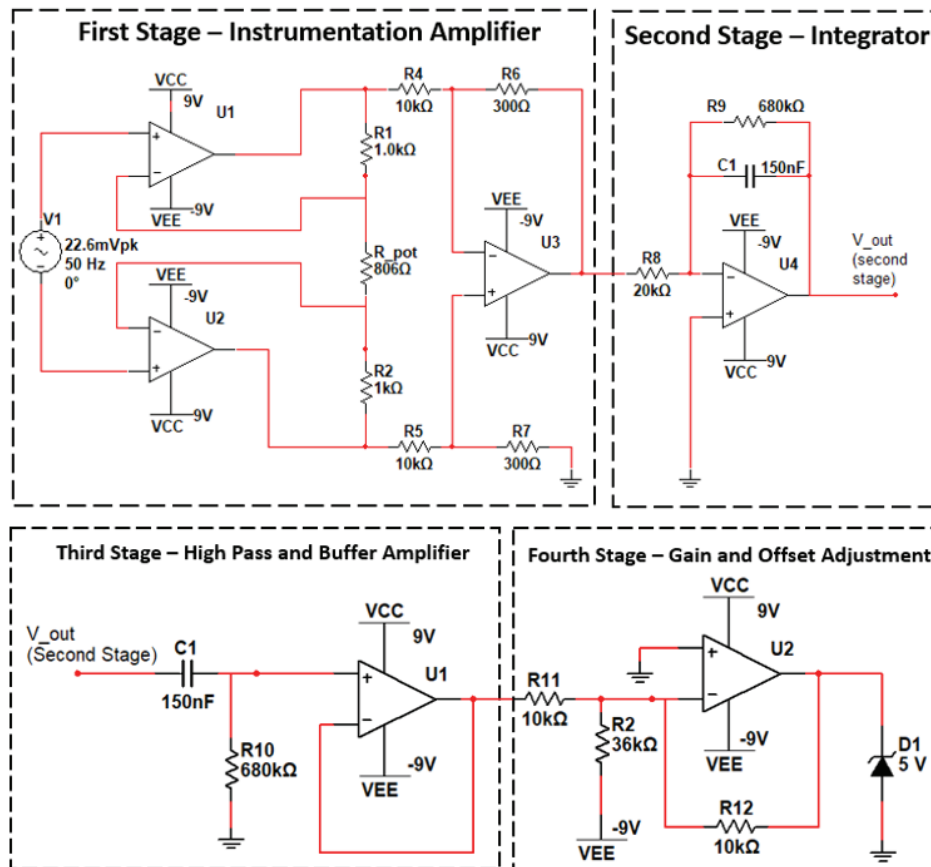 First Stage – Instrumentation Amplifier
VCC
9V
U1
+
−
VEE
-9V
V1
22.6mVpk
50 Hz
0°
VEE
-9V
U2
−
+
VCC
9V
R1
1.0kΩ
R_pot
806Ω
R2
1kΩ
R4
10kΩ
R6
300Ω
VEE
-9V
U3
−
+
VCC
9V
R5
10kΩ
R7
300Ω
Second Stage – Integrator
R9
680kΩ
C1
150nF
VEE
-9V
U4
R8
20kΩ
−
+
VCC
9V
V_out
(second
stage)
Third Stage – High Pass and Buffer Amplifier
V_out
(Second Stage)
C1
150nF
R10
680kΩ
VCC
9V
U1
+
−
-9V
VEE
Fourth Stage – Gain and Offset Adjustment
R11
10kΩ
R2
36kΩ
-9V
VEE
VCC
9V
U2
+
−
-9V
VEE
R12
10kΩ
D1
5 V